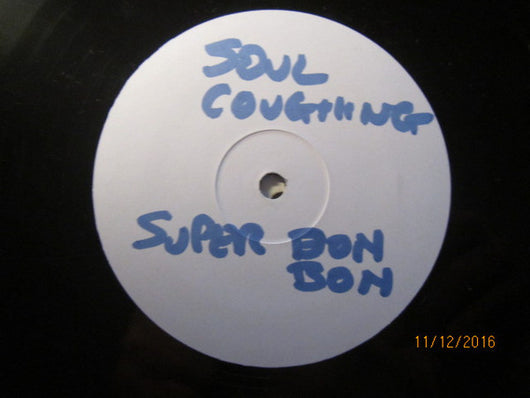 SOUL
COUGHING
SUPER BON
BON
11/12/2016